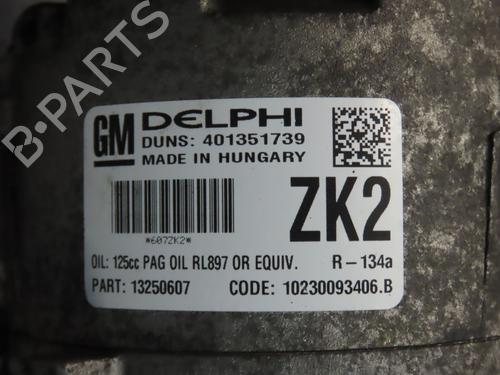 GM DELPHI
DUNS: 401351739
MADE IN HUNGARY
*607ZK2*
ZK2
OIL: 125cc PAG OIL RL897 OR EQUIV. R-134a
PART: 13250607 CODE: 10230093406.B
B-PARTS